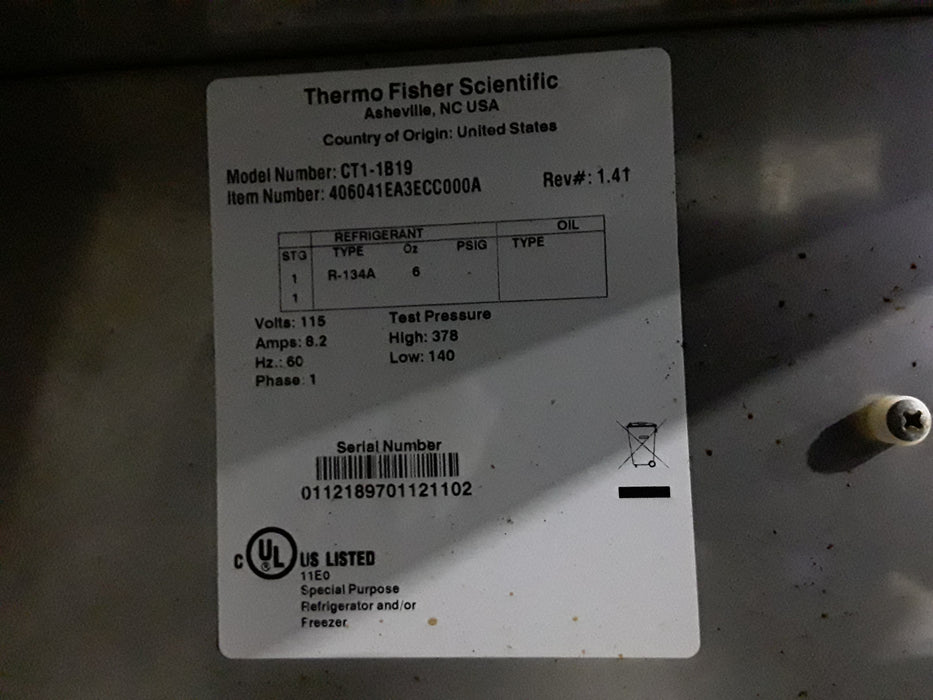 Thermo Fisher Scientific
Asheville, NC USA
Country of Origin: United States
Model Number: CT1-1B19
Item Number: 406041EA3ECC000A Rev#: 1.41
REFRIGERANT OIL
STG TYPE Oz PSIG TYPE
1 R-134A 6 -
1
Volts: 115 Test Pressure
Amps: 8.2 High: 378
Hz.: 60 Low: 140
Phase: 1
Serial Number
0112189701121102
C UL ® US LISTED
11E0
Special Purpose
Refrigerator and/or
Freezer